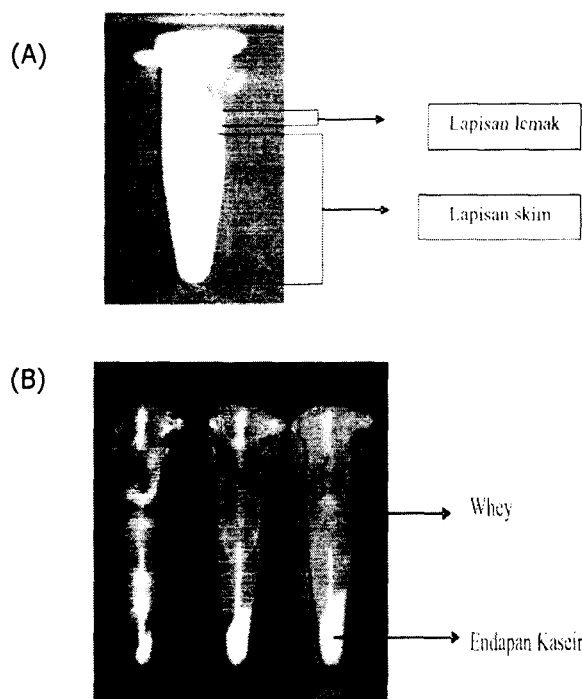 (A)
Lapisan lemak
Lapisan skim
(B)
Whey
Endapan Kasein